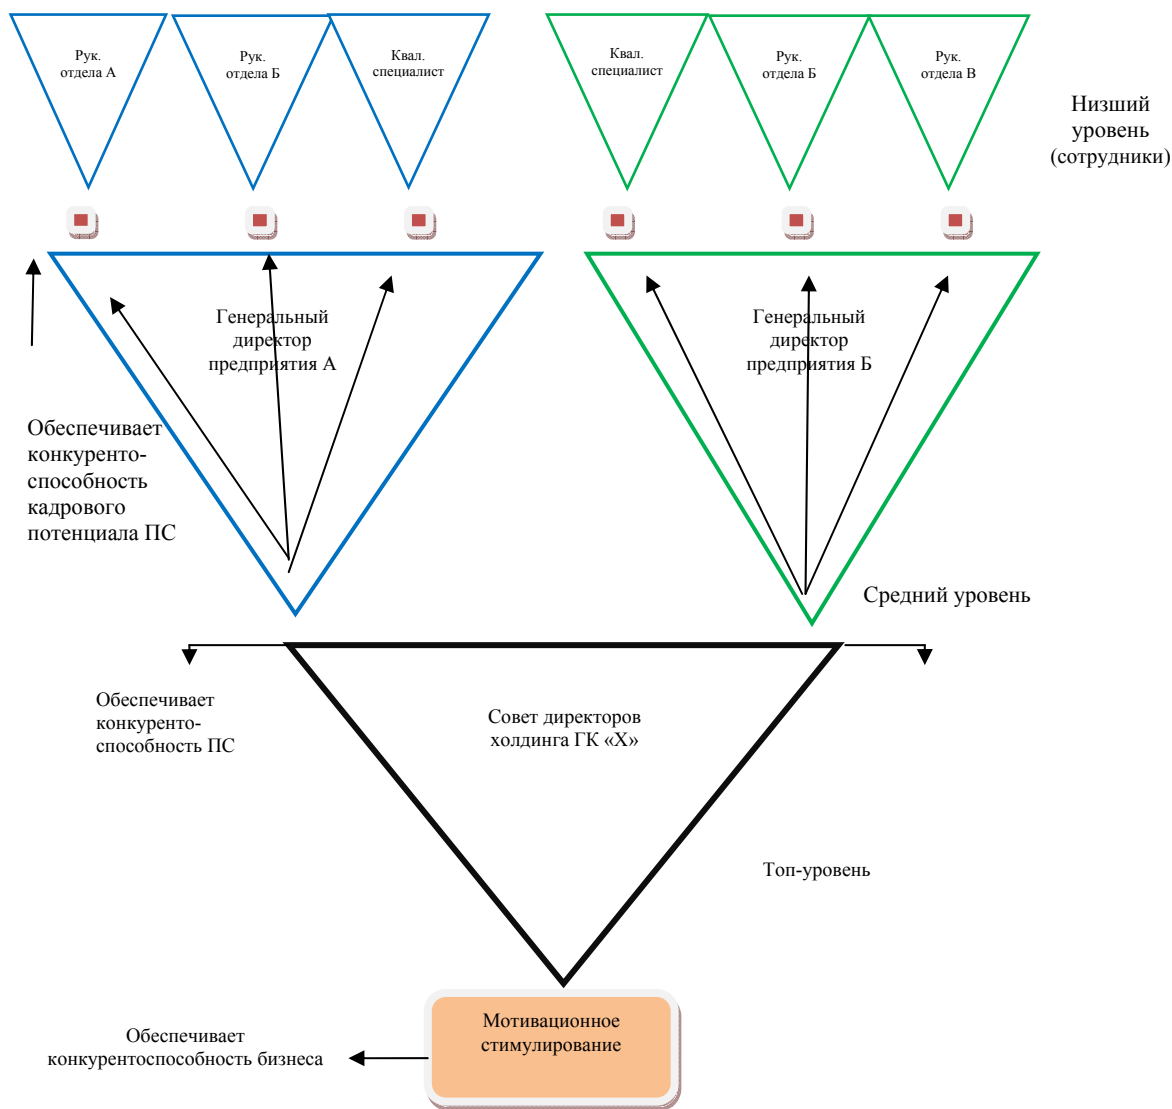 Рук.
отдела А
Рук.
отдела Б
Квал.
специалист
Квал.
специалист
Рук.
отдела Б
Рук.
отдела В
Низший
уровень
(сотрудники)
Генеральный
директор
предприятия А
Генеральный
директор
предприятия Б
Обеспечивает
конкуренто-
способность
кадрового
потенциала ПС
Средний уровень
Обеспечивает
конкуренто-
способность ПС
Совет директоров
холдинга ГК «Х»
Топ-уровень
Мотивационное
стимулирование
Обеспечивает
конкурентоспособность бизнеса